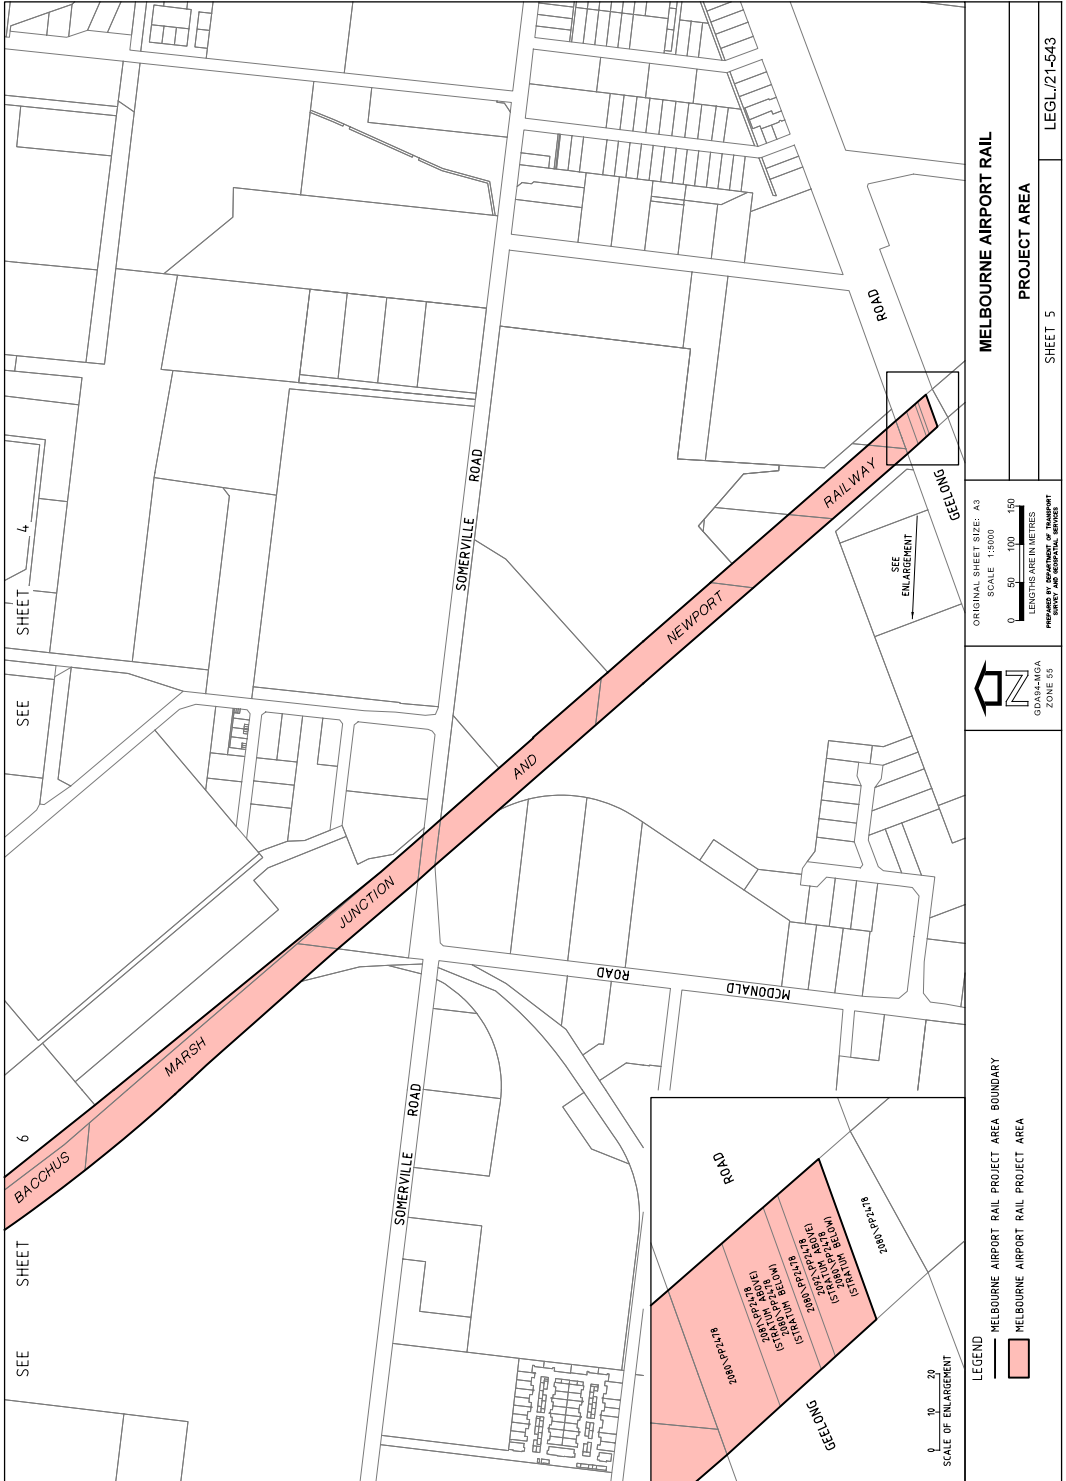 SEE SHEET 6
SEE SHEET 4
BACCHUS MARSH JUNCTION AND NEWPORT RAILWAY
SOMERVILLE ROAD
SOMERVILLE ROAD
MCDONALD ROAD
GEELONG ROAD
SEE
ENLARGEMENT
GEELONG ROAD
2080\PP2478
2081\PP2478
(STRATUM ABOVE)
2080\PP2478
(STRATUM BELOW)
2080\PP2478
2092\PP2478
(STRATUM ABOVE)
2080\PP2478
(STRATUM BELOW)
2080\PP2478
0 10 20
SCALE OF ENLARGEMENT
LEGEND
MELBOURNE AIRPORT RAIL PROJECT AREA BOUNDARY
MELBOURNE AIRPORT RAIL PROJECT AREA
N
GDA94-MGA
ZONE 55
ORIGINAL SHEET SIZE: A3
SCALE 1:5000
0 50 100 150
LENGTHS ARE IN METRES
PREPARED BY DEPARTMENT OF TRANSPORT
SURVEY AND GEOSPATIAL SERVICES
MELBOURNE AIRPORT RAIL
PROJECT AREA
SHEET 5
LEGL./21-543